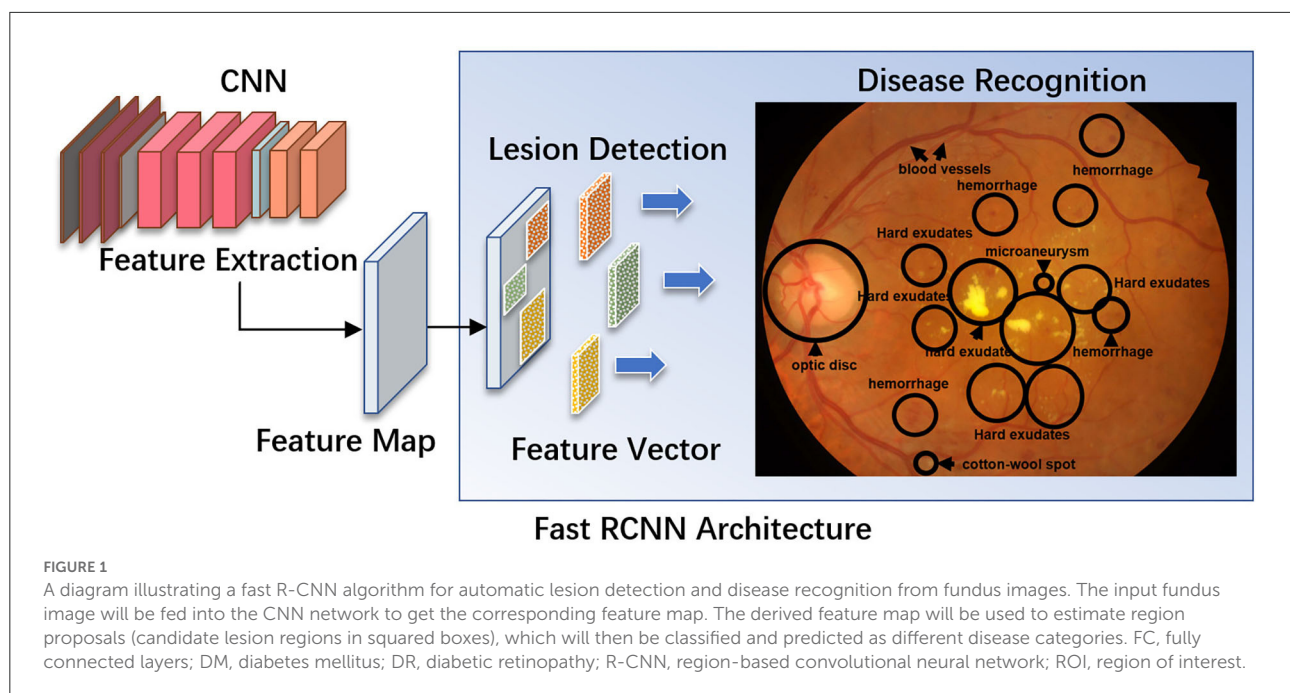 CNN
Feature Extraction
Feature Map
Lesion Detection
Feature Vector
Disease Recognition
blood vessels
hemorrhage
hemorrhage
Hard exudates
microaneurysm
Hard exudates
Hard exudates
hard exudate
hemorrhage
optic disc
hemorrhage
Hard exudates
cotton-wool spot
Fast RCNN Architecture
FIGURE 1
A diagram illustrating a fast R-CNN algorithm for automatic lesion detection and disease recognition from fundus images. The input fundus
image will be fed into the CNN network to get the corresponding feature map. The derived feature map will be used to estimate region
proposals (candidate lesion regions in squared boxes), which will then be classified and predicted as different disease categories. FC, fully
connected layers; DM, diabetes mellitus; DR, diabetic retinopathy; R-CNN, region-based convolutional neural network; ROI, region of interest.